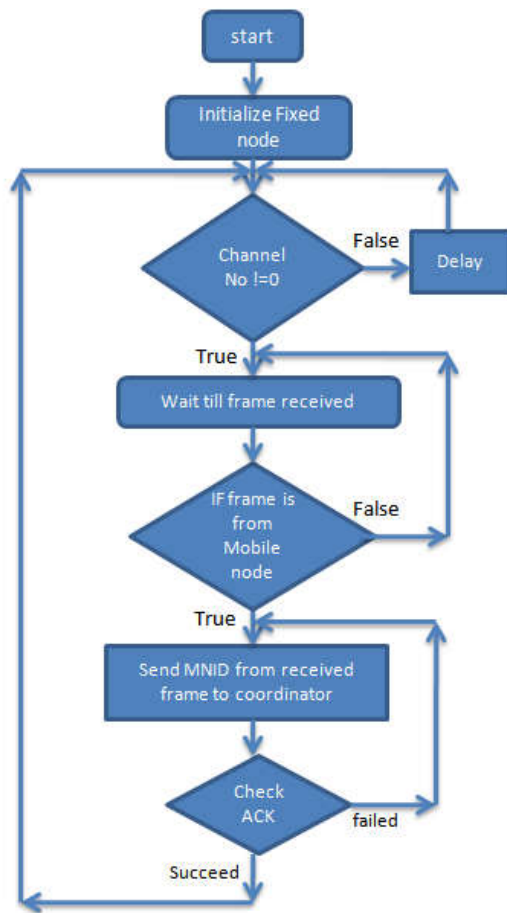 start
Initialize Fixed
node
Channel
No !=0
False
Delay
True
Wait till frame received
IF frame is
from
Mobile
node
False
True
Send MNID from received
frame to coordinator
Check
ACK
failed
Succeed